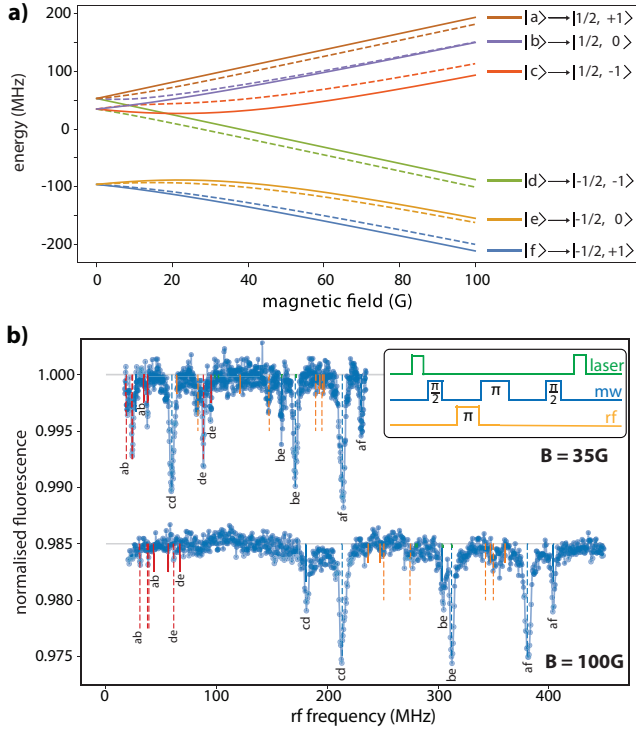 a)
energy (MHz)
200
100
0
-100
-200
0
20
40
60
80
100
magnetic field (G)
|a⟩→|1/2, +1⟩
|b⟩→|1/2, 0⟩
|c⟩→|1/2, -1⟩
|d⟩→|-1/2, -1⟩
|e⟩→|-1/2, 0⟩
|f⟩→|-1/2, +1⟩
b)
normalised fluorescence
1.000
0.995
0.990
0.985
0.980
0.975
laser
π/2
π
π/2
mw
π
rf
B = 35G
ab
ab
cd
de
de
be
be
af
af
ab
ab
de
de
cd
cd
be
be
af
af
B = 100G
0
100
200
300
400
rf frequency (MHz)